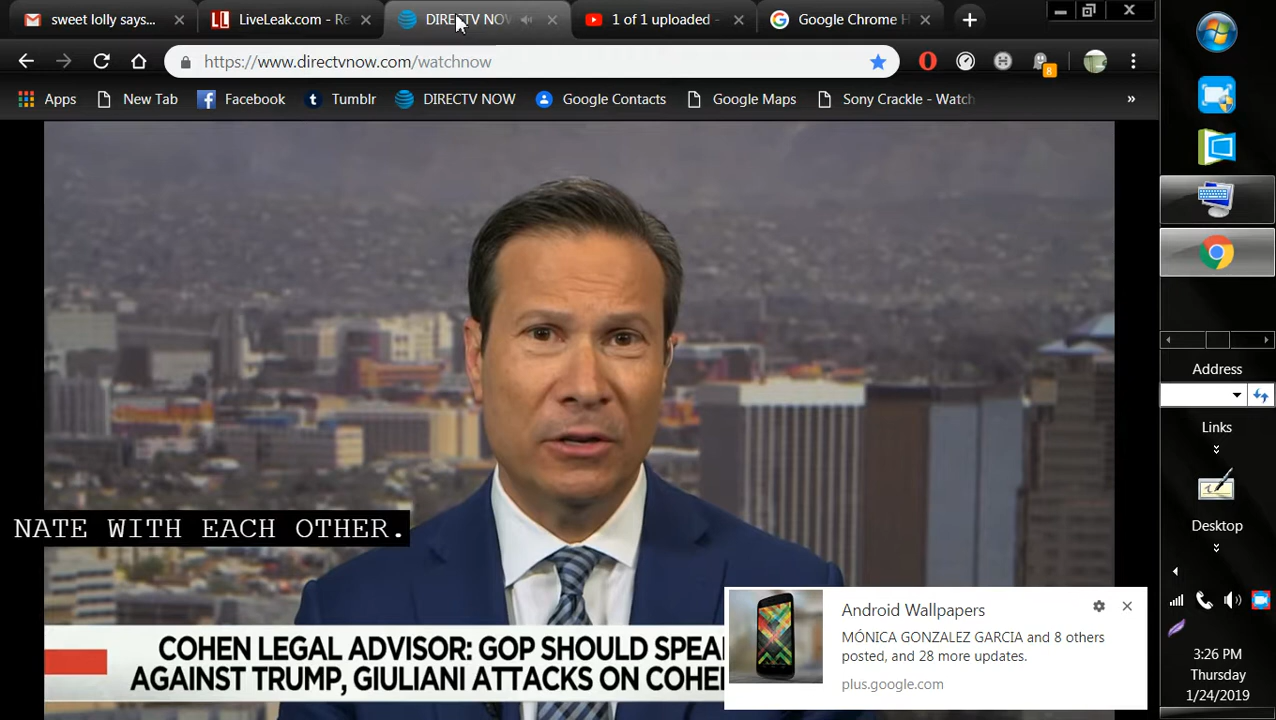 sweet lolly says...
LiveLeak.com - Re
DIRECTV NOW
1 of 1 uploaded -
Google Chrome H
https://www.directvnow.com/watchnow
8
Apps
New Tab
Facebook
Tumblr
DIRECTV NOW
Google Contacts
Google Maps
Sony Crackle - Watch
»
NATE WITH EACH OTHER.
COHEN LEGAL ADVISOR: GOP SHOULD SPEA
AGAINST TRUMP, GIULIANI ATTACKS ON COHE
Android Wallpapers
MÓNICA GONZALEZ GARCIA and 8 others
posted, and 28 more updates.
plus.google.com
Address
Links
Desktop
3:26 PM
Thursday
1/24/2019